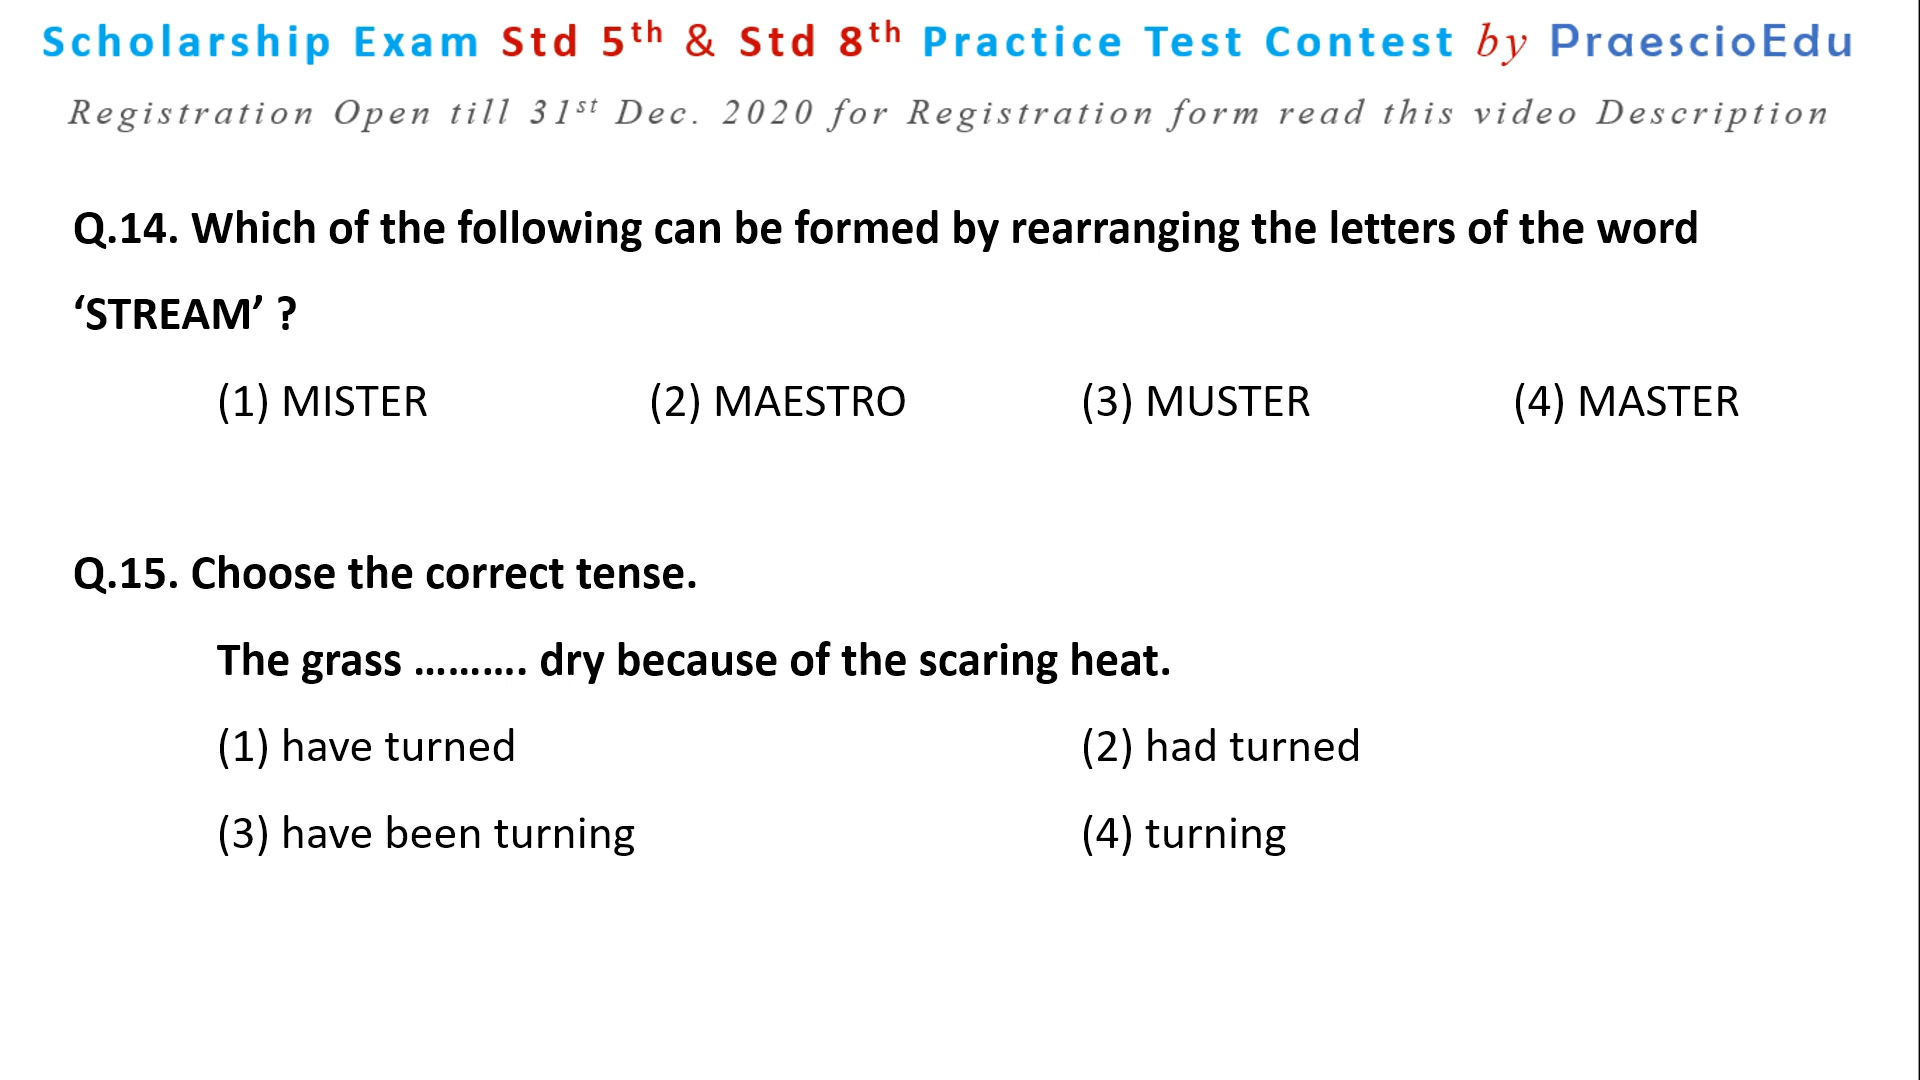 Scholarship Exam Std 5th & Std 8th Practice Test Contest by PraescioEdu
Registration Open till 31st Dec. 2020 for Registration form read this video Description
Q.14. Which of the following can be formed by rearranging the letters of the word
‘STREAM’ ?
(1) MISTER (2) MAESTRO (3) MUSTER (4) MASTER
Q.15. Choose the correct tense.
The grass .......... dry because of the scaring heat.
(1) have turned (2) had turned
(3) have been turning (4) turning